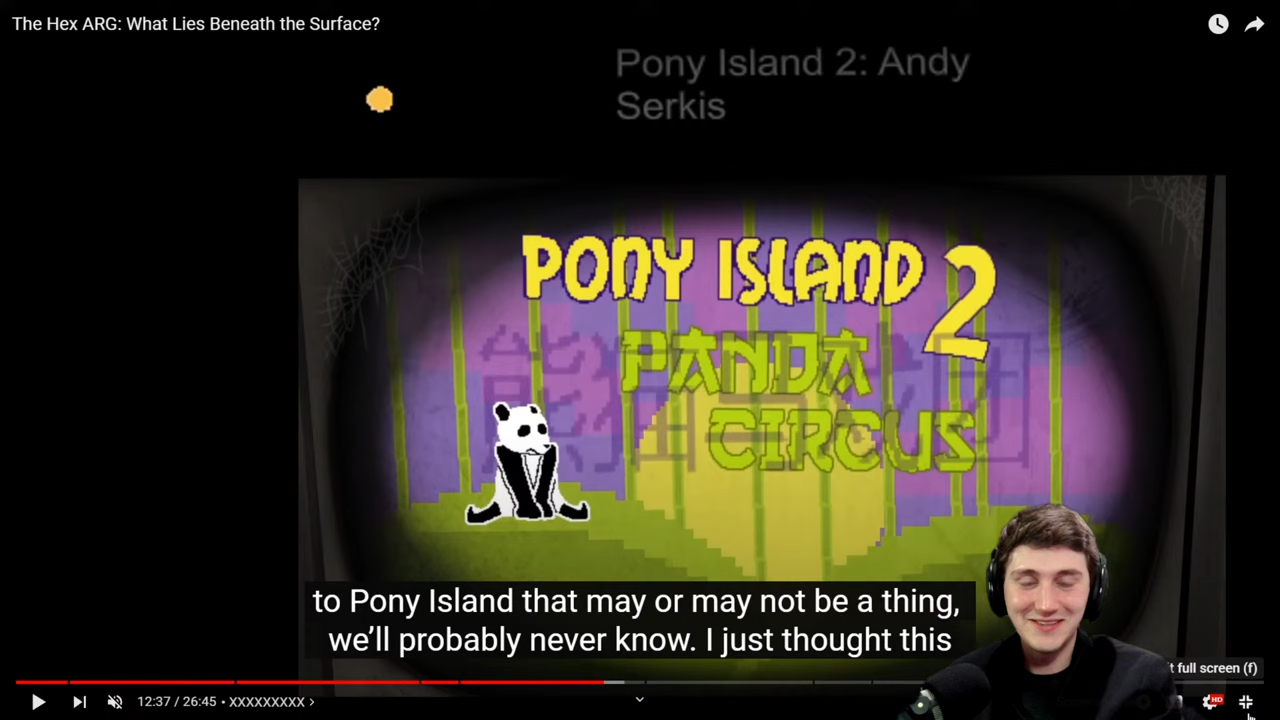 The Hex ARG: What Lies Beneath the Surface?
Pony Island 2: Andy
Serkis
PONY ISLAND 2
PANDA
CIRCUS
to Pony Island that may or may not be a thing,
we'll probably never know. I just thought this
t full screen (f)
12:37 / 26:45 • XXXXXXXXX >
HD